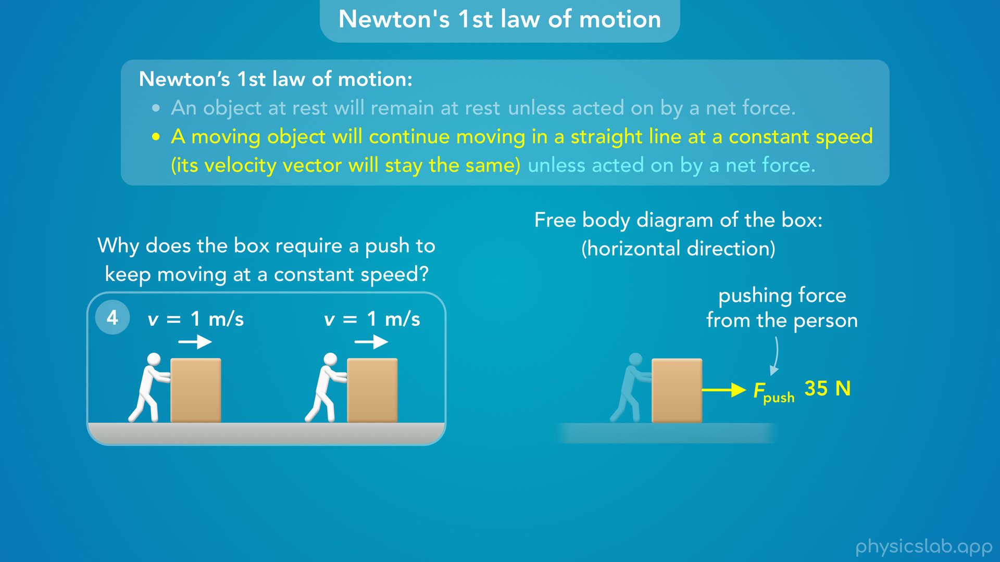 Newton's 1st law of motion
Newton’s 1st law of motion:
• An object at rest will remain at rest unless acted on by a net force.
• A moving object will continue moving in a straight line at a constant speed
(its velocity vector will stay the same) unless acted on by a net force.
Why does the box require a push to
keep moving at a constant speed?
4
v = 1 m/s
v = 1 m/s
Free body diagram of the box:
(horizontal direction)
pushing force
from the person
Fpush 35 N
physicslab.app